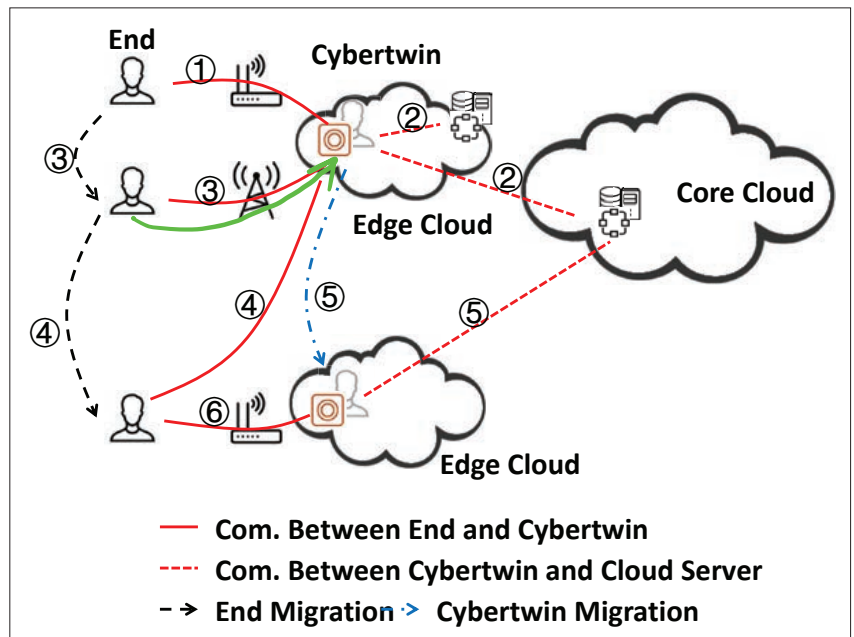 End
Cybertwin
①
②
②
③
③
Core Cloud
Edge Cloud
④
④
⑤
⑤
⑥
Edge Cloud
Com. Between End and Cybertwin
Com. Between Cybertwin and Cloud Server
End Migration Cybertwin Migration